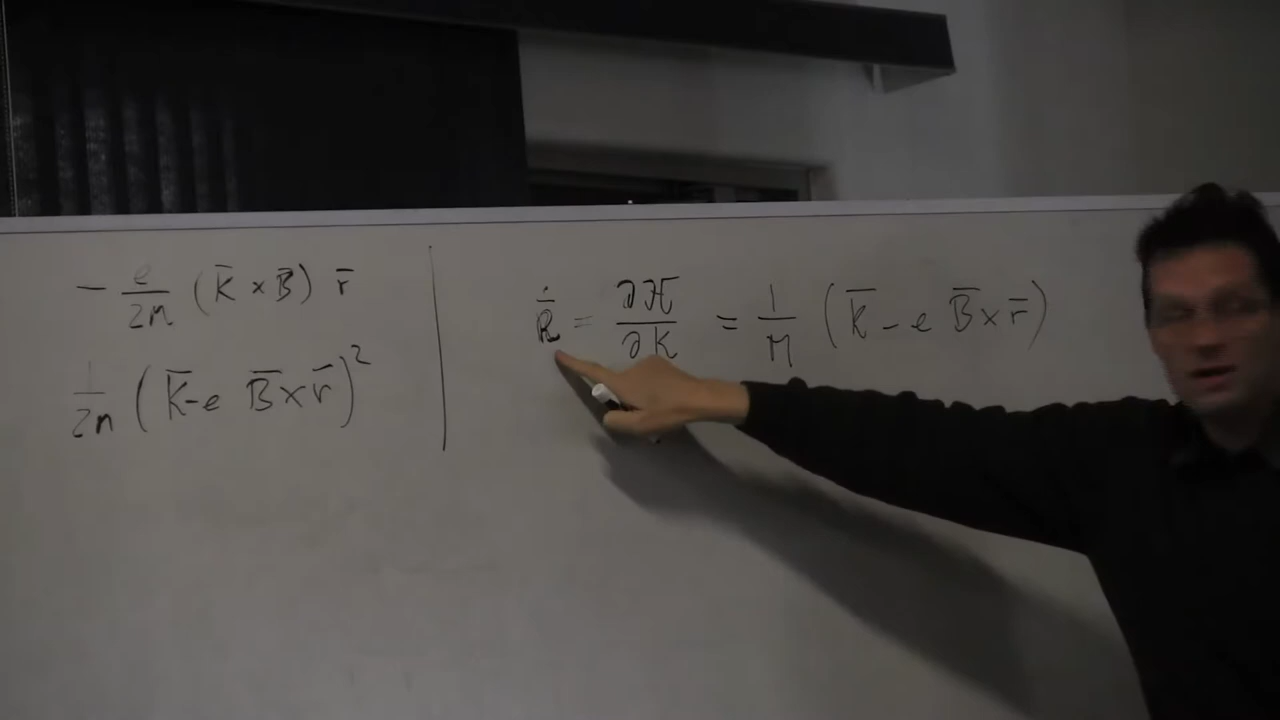 - e/2M (K̄ × B̄) r̄
1/2M (K̄ - e B̄ × r̄)²
Ṙ̄ = ∂ℋ/∂K = 1/M (K̄ - e B̄ × r̄)